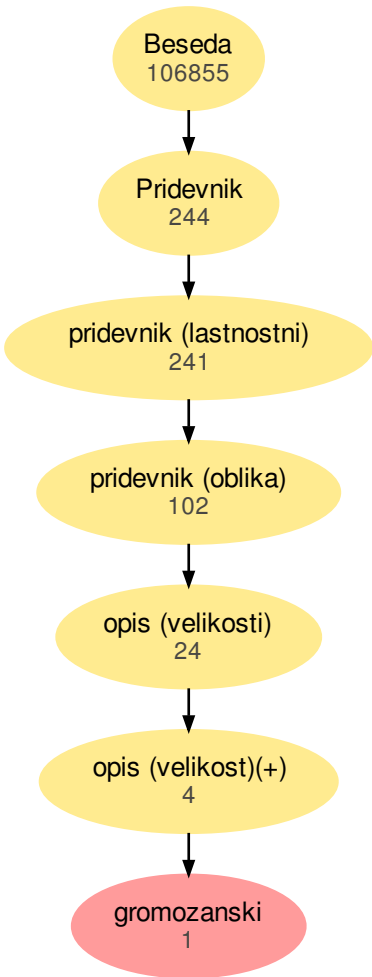 Beseda
106855
Pridevnik
244
pridevnik (lastnostni)
241
pridevnik (oblika)
102
opis (velikosti)
24
opis (velikost)(+)
4
gromozanski
1